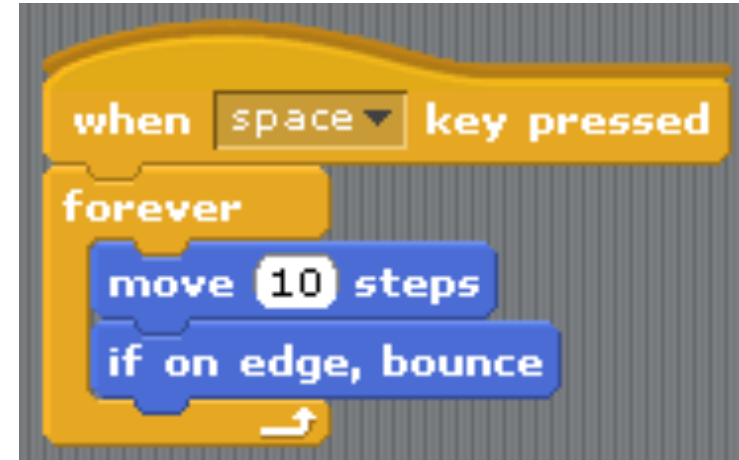 when space key pressed
forever
move 10 steps
if on edge, bounce